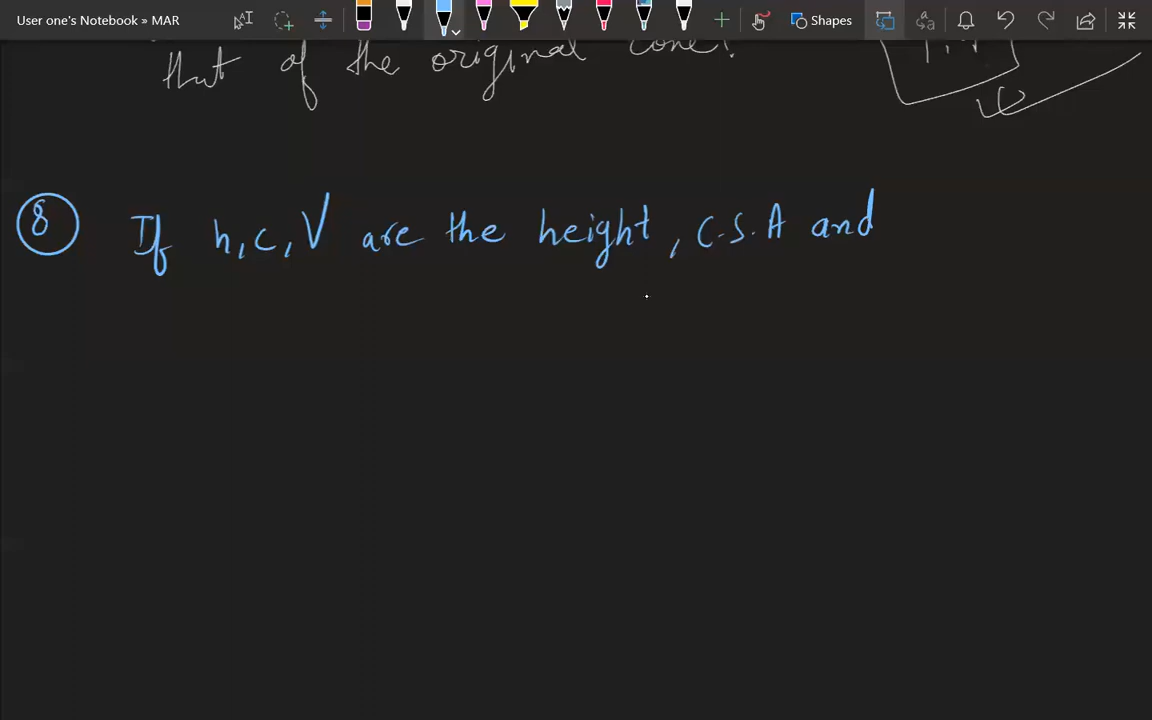 User one's Notebook » MAR
Shapes
that of the original cone?
8 If h, c, V are the height, C.S.A and